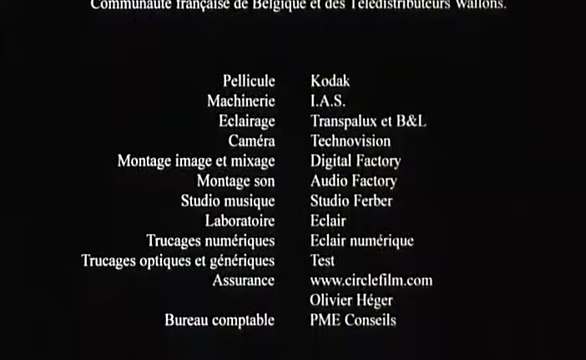 Communauté française de Belgique et des Télédistributeurs Wallons.
Pellicule Kodak
Machinerie I.A.S.
Eclairage Transpalux et B&L
Caméra Technovision
Montage image et mixage Digital Factory
Montage son Audio Factory
Studio musique Studio Ferber
Laboratoire Eclair
Trucages numériques Eclair numérique
Trucages optiques et génériques Test
Assurance www.circlefilm.com
Olivier Héger
Bureau comptable PME Conseils